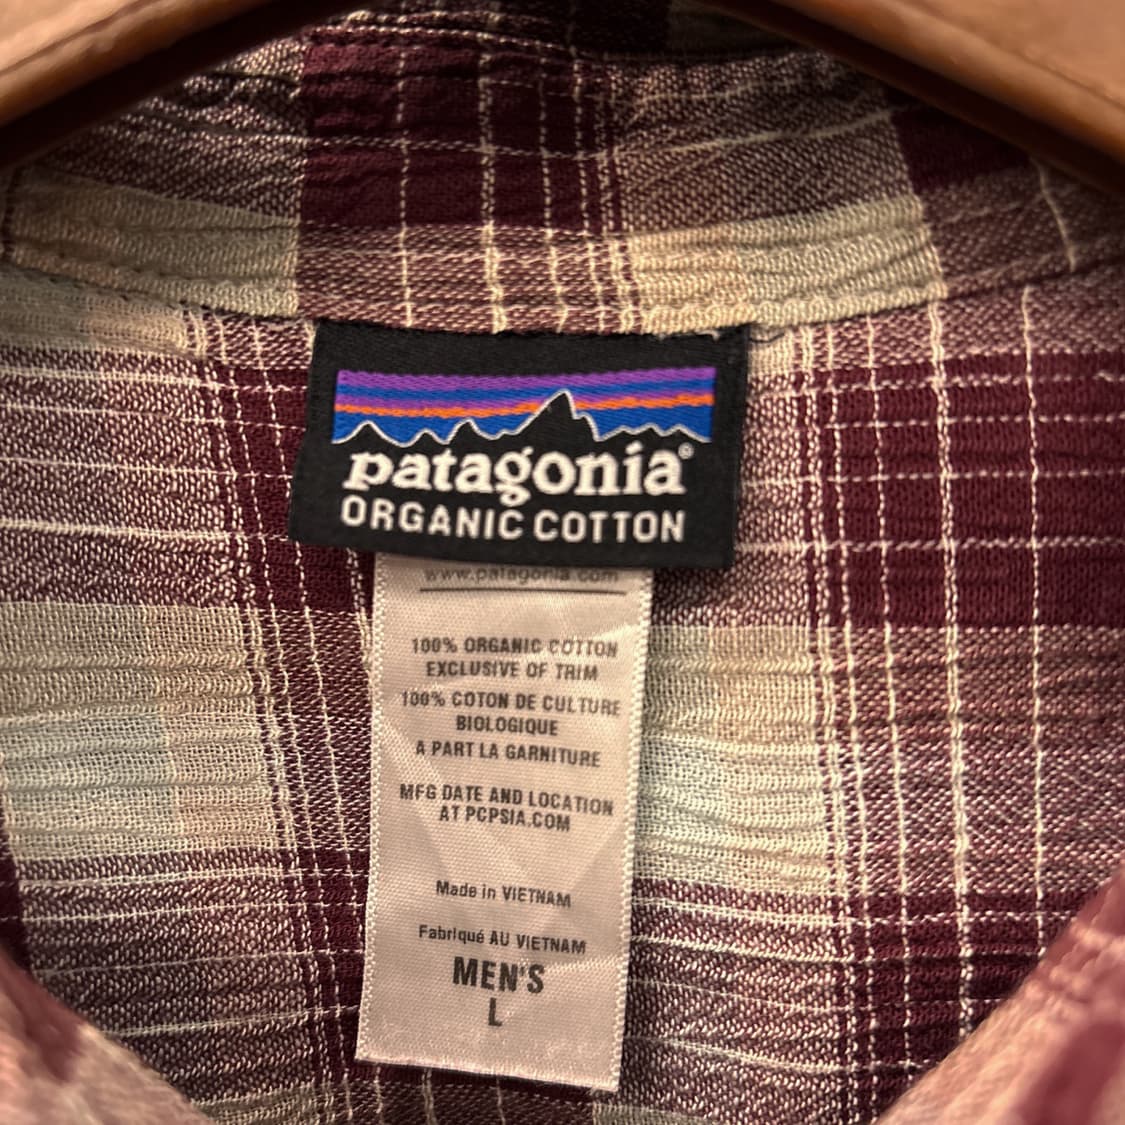 patagonia®
ORGANIC COTTON
www.patagonia.com
100% ORGANIC COTTON
EXCLUSIVE OF TRIM
100% COTON DE CULTURE
BIOLOGIQUE
A PART LA GARNITURE
MFG DATE AND LOCATION
AT PCPSIA.COM
Made in VIETNAM
Fabriqué AU VIETNAM
MEN'S
L